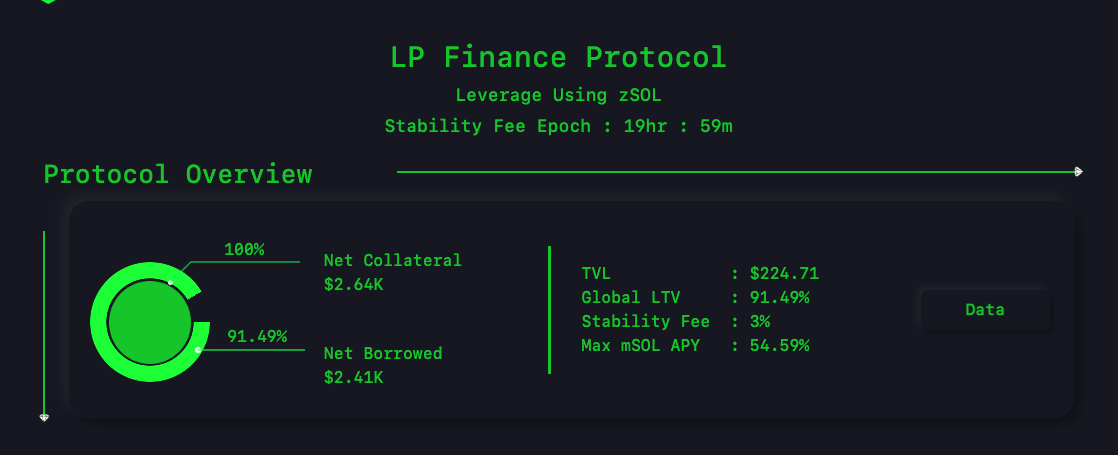 LP Finance Protocol
Leverage Using zSOL
Stability Fee Epoch : 19hr : 59m
Protocol Overview
100%
Net Collateral
$2.64K
91.49%
Net Borrowed
$2.41K
TVL : $224.71
Global LTV : 91.49%
Stability Fee : 3%
Max mSOL APY : 54.59%
Data